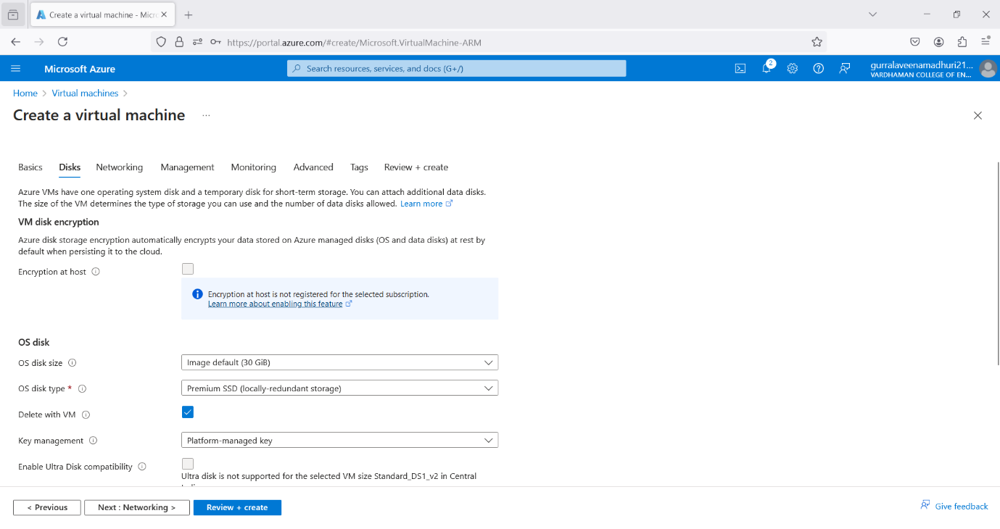 Create a virtual machine - Micro
https://portal.azure.com/#create/Microsoft.VirtualMachine-ARM
Microsoft Azure
Search resources, services, and docs (G+/)
2
gurralaveenamadhuri21...
VARDHAMAN COLLEGE OF EN...
Home > Virtual machines >
Create a virtual machine ...
Basics Disks Networking Management Monitoring Advanced Tags Review + create
Azure VMs have one operating system disk and a temporary disk for short-term storage. You can attach additional data disks.
The size of the VM determines the type of storage you can use and the number of data disks allowed. Learn more
VM disk encryption
Azure disk storage encryption automatically encrypts your data stored on Azure managed disks (OS and data disks) at rest by
default when persisting it to the cloud.
Encryption at host
Encryption at host is not registered for the selected subscription.
Learn more about enabling this feature
OS disk
OS disk size Image default (30 GiB)
OS disk type * Premium SSD (locally-redundant storage)
Delete with VM
Key management Platform-managed key
Enable Ultra Disk compatibility
Ultra disk is not supported for the selected VM size Standard_DS1_v2 in Central
< Previous Next : Networking > Review + create Give feedback